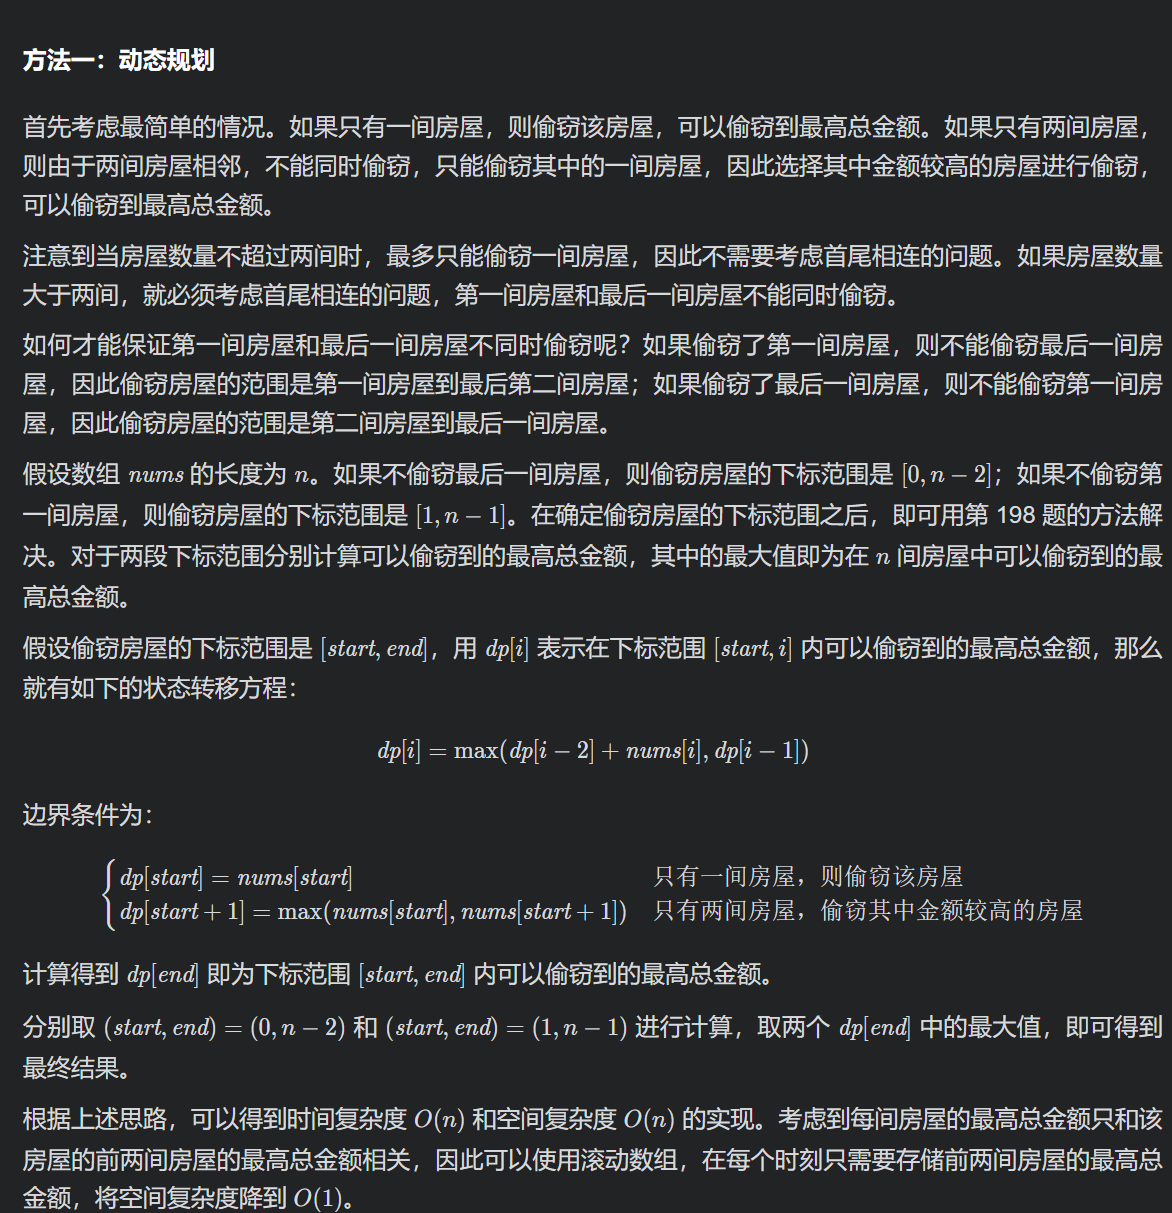 方法一：动态规划
首先考虑最简单的情况。如果只有一间房屋，则偷窃该房屋，可以偷窃到最高总金额。如果只有两间房屋，
则由于两间房屋相邻，不能同时偷窃，只能偷窃其中的一间房屋，因此选择其中金额较高的房屋进行偷窃，
可以偷窃到最高总金额。
注意到当房屋数量不超过两间时，最多只能偷窃一间房屋，因此不需要考虑首尾相连的问题。如果房屋数量
大于两间，就必须考虑首尾相连的问题，第一间房屋和最后一间房屋不能同时偷窃。
如何才能保证第一间房屋和最后一间房屋不同时偷窃呢？如果偷窃了第一间房屋，则不能偷窃最后一间房
屋，因此偷窃房屋的范围是第一间房屋到最后第二间房屋；如果偷窃了最后一间房屋，则不能偷窃第一间房
屋，因此偷窃房屋的范围是第二间房屋到最后一间房屋。
假设数组 nums 的长度为 n。如果不偷窃最后一间房屋，则偷窃房屋的下标范围是 [0, n − 2]；如果不偷窃第
一间房屋，则偷窃房屋的下标范围是 [1, n − 1]。在确定偷窃房屋的下标范围之后，即可用第 198 题的方法解
决。对于两段下标范围分别计算可以偷窃到的最高总金额，其中的最大值即为在 n 间房屋中可以偷窃到的最
高总金额。
假设偷窃房屋的下标范围是 [start, end]，用 dp[i] 表示在下标范围 [start, i] 内可以偷窃到的最高总金额，那么
就有如下的状态转移方程：
dp[i] = max(dp[i − 2] + nums[i], dp[i − 1])
边界条件为：
dp[start] = nums[start] 只有一间房屋，则偷窃该房屋
dp[start + 1] = max(nums[start], nums[start + 1]) 只有两间房屋，偷窃其中金额较高的房屋
计算得到 dp[end] 即为下标范围 [start, end] 内可以偷窃到的最高总金额。
分别取 (start, end) = (0, n − 2) 和 (start, end) = (1, n − 1) 进行计算，取两个 dp[end] 中的最大值，即可得到
最终结果。
根据上述思路，可以得到时间复杂度 O(n) 和空间复杂度 O(n) 的实现。考虑到每间房屋的最高总金额只和该
房屋的前两间房屋的最高总金额相关，因此可以使用滚动数组，在每个时刻只需要存储前两间房屋的最高总
金额，将空间复杂度降到 O(1)。